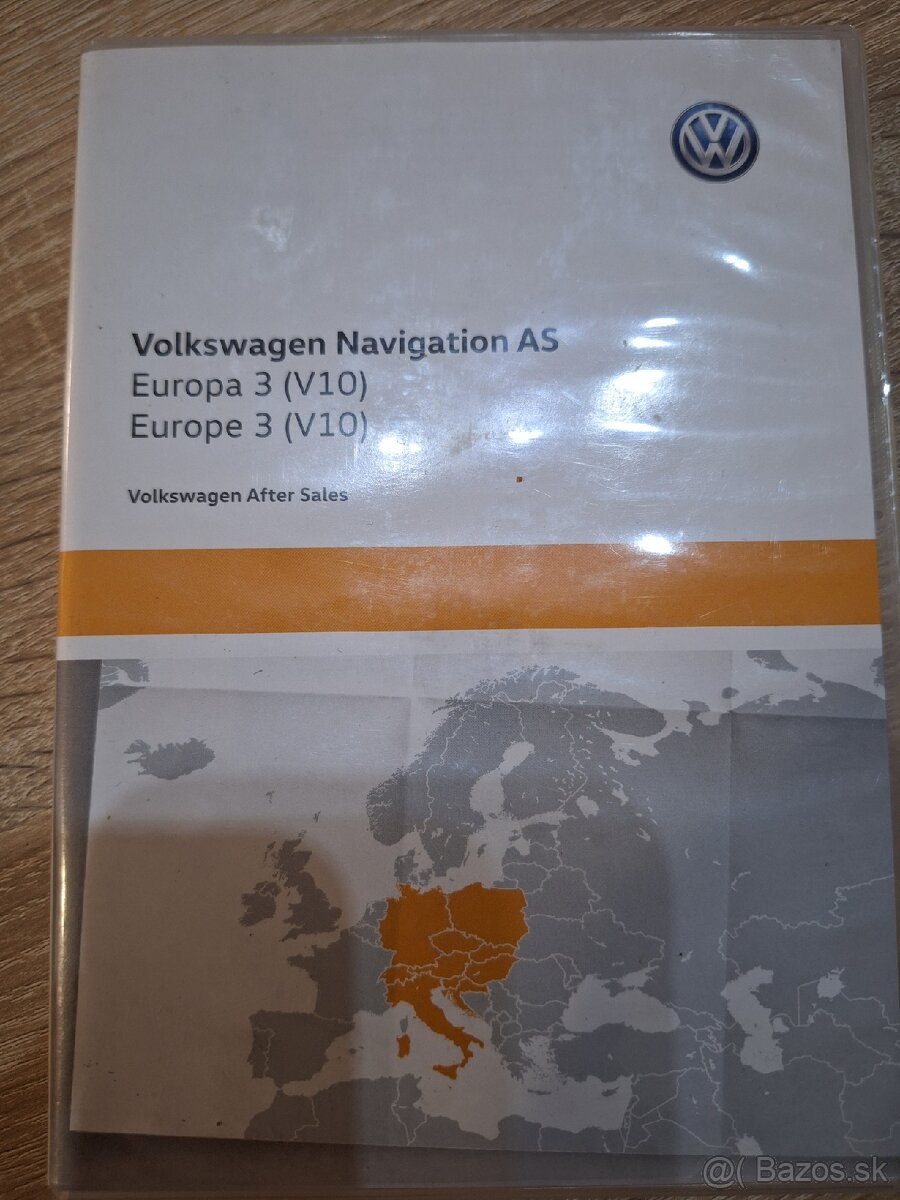 Volkswagen Navigation AS
Europa 3 (V10)
Europe 3 (V10)
Volkswagen After Sales
@( Bazos.sk